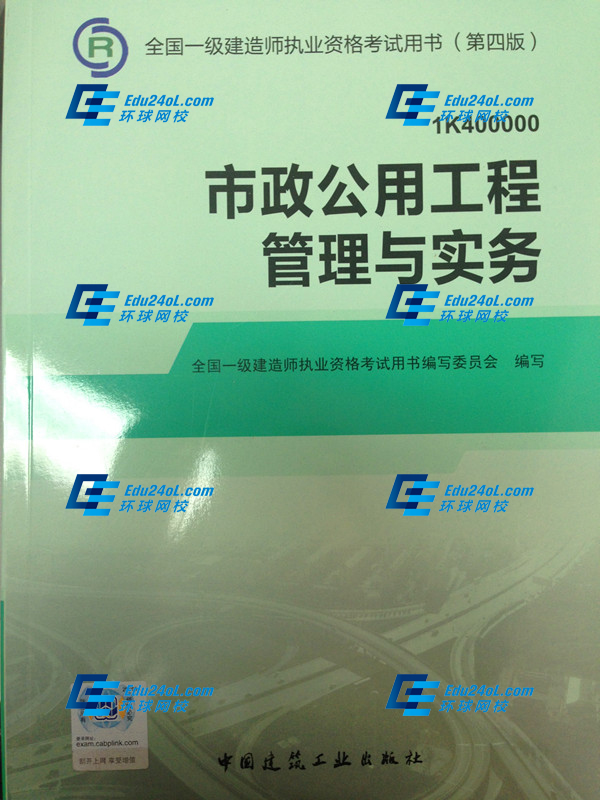 R
全国一级建造师执业资格考试用书（第四版）
Edu24oL.com
环球网校
Edu24oL.com
环球网校
1K400000
市政公用工程
管理与实务
Edu24oL.com
环球网校
Edu24oL.com
环球网校
全国一级建造师执业资格考试用书编写委员会 编写
Edu24oL.com
环球网校
Edu24oL.com
环球网校
Edu24oL.com
环球网校
Edu24oL.com
环球网校
exam.cabplink.com
中国建筑工业出版社